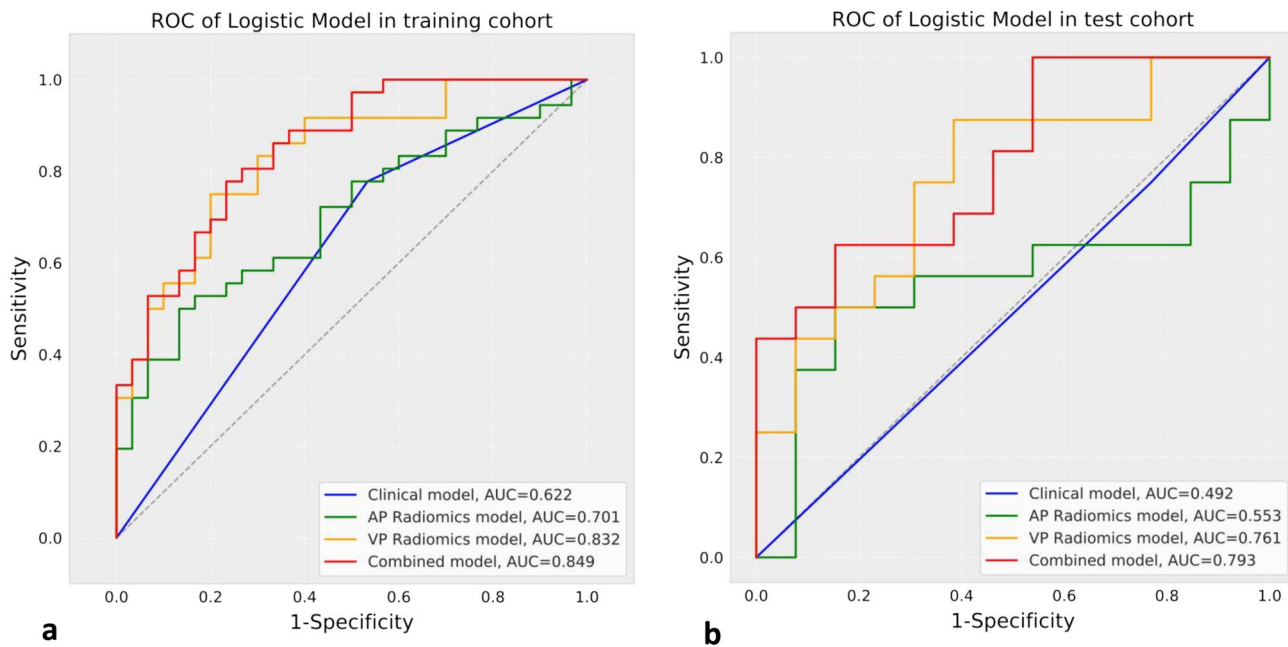 ROC of Logistic Model in training cohort
1.0
0.8
0.6
0.4
0.2
0.0
Sensitivity
Clinical model, AUC=0.622
AP Radiomics model, AUC=0.701
VP Radiomics model, AUC=0.832
Combined model, AUC=0.849
0.0 0.2 0.4 0.6 0.8 1.0
1-Specificity
a
ROC of Logistic Model in test cohort
1.0
0.8
0.6
0.4
0.2
0.0
Sensitivity
Clinical model, AUC=0.492
AP Radiomics model, AUC=0.553
VP Radiomics model, AUC=0.761
Combined model, AUC=0.793
0.0 0.2 0.4 0.6 0.8 1.0
1-Specificity
b